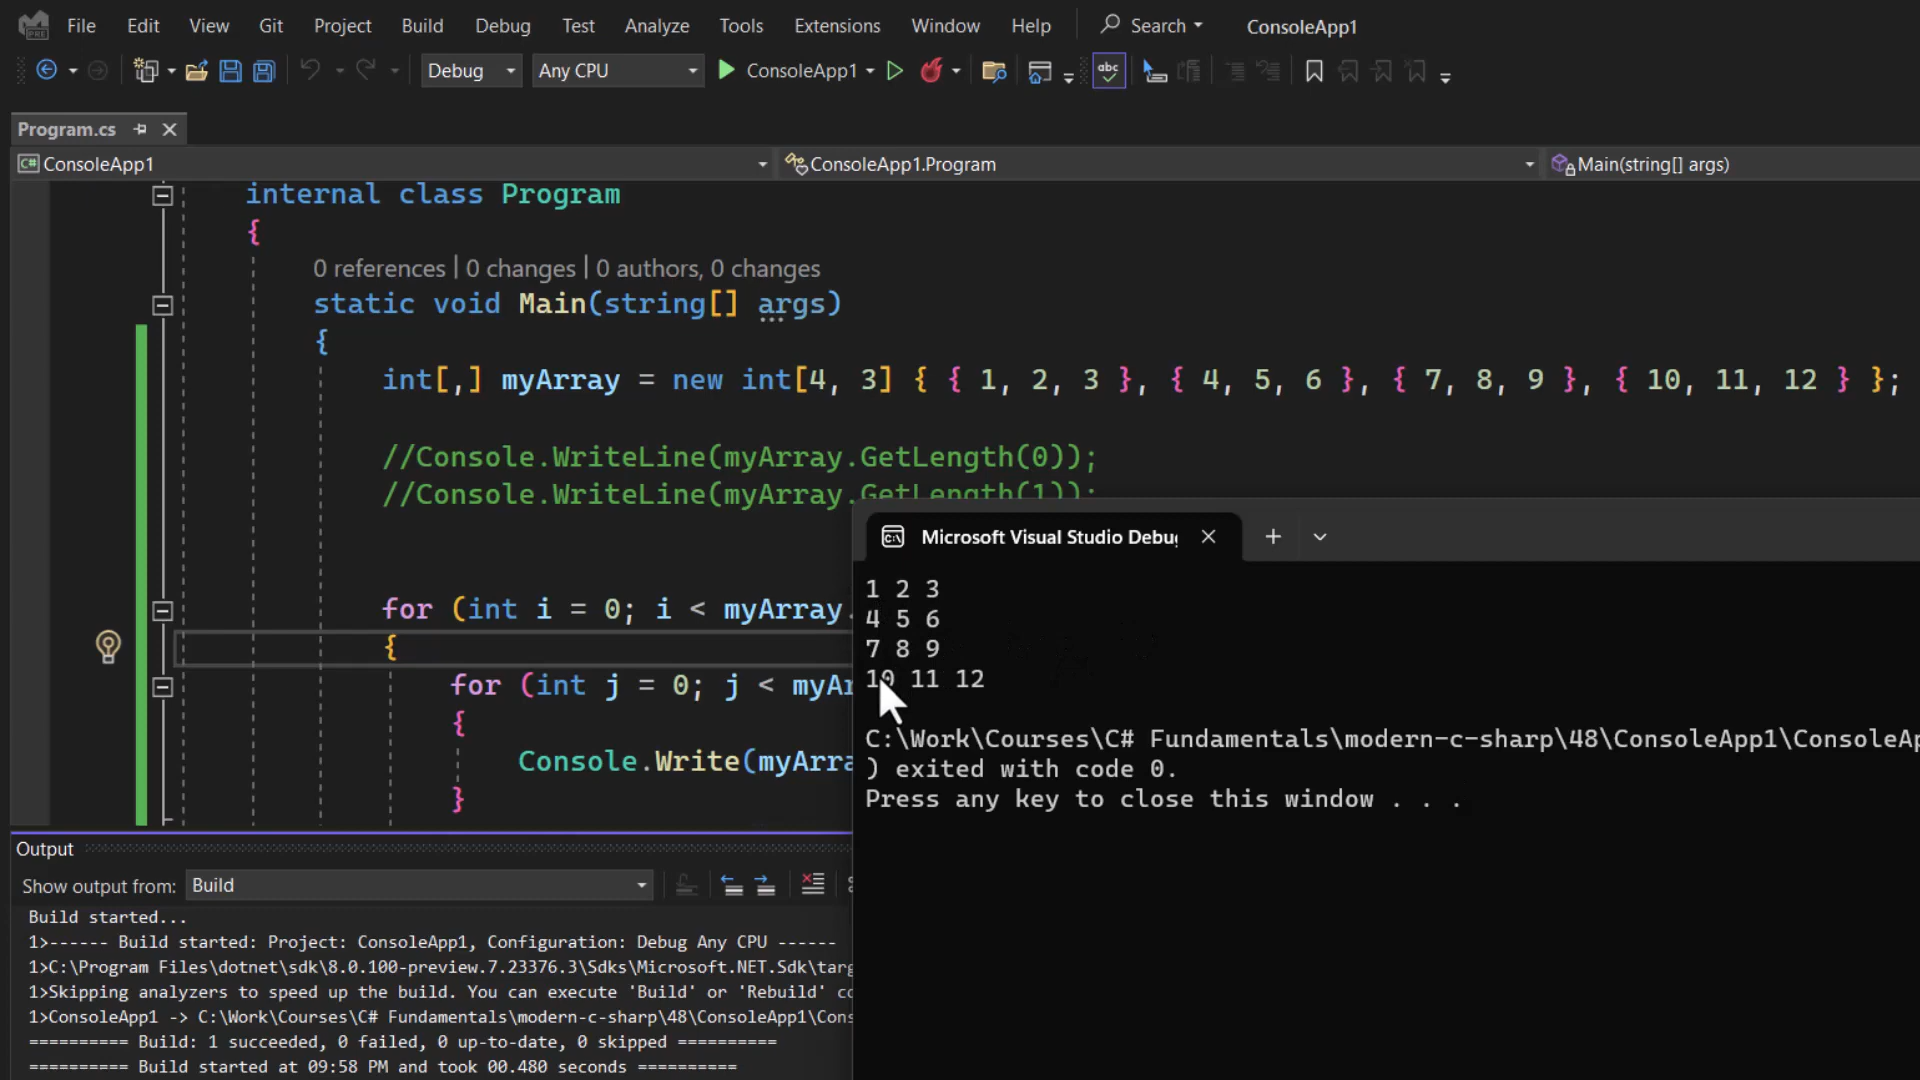 File Edit View Git Project Build Debug Test Analyze Tools Extensions Window Help Search ConsoleApp1
Debug Any CPU ConsoleApp1
Program.cs
ConsoleApp1 ConsoleApp1.Program Main(string[] args)
internal class Program
{
0 references | 0 changes | 0 authors, 0 changes
static void Main(string[] args)
{
int[,] myArray = new int[4, 3] { { 1, 2, 3 }, { 4, 5, 6 }, { 7, 8, 9 }, { 10, 11, 12 } };
//Console.WriteLine(myArray.GetLength(0));
//Console.WriteLine(myArray.GetLength(1));
for (int i = 0; i < myArray.
{
for (int j = 0; j < myAr
{
Console.Write(myArra
}
Microsoft Visual Studio Debu
1 2 3
4 5 6
7 8 9
10 11 12
C:\Work\Courses\C# Fundamentals\modern-c-sharp\48\ConsoleApp1\ConsoleAp
) exited with code 0.
Press any key to close this window . . .
Output
Show output from: Build
Build started...
1>------ Build started: Project: ConsoleApp1, Configuration: Debug Any CPU ------
1>C:\Program Files\dotnet\sdk\8.0.100-preview.7.23376.3\Sdks\Microsoft.NET.Sdk\targ
1>Skipping analyzers to speed up the build. You can execute 'Build' or 'Rebuild' co
1>ConsoleApp1 -> C:\Work\Courses\C# Fundamentals\modern-c-sharp\48\ConsoleApp1\Cons
========== Build: 1 succeeded, 0 failed, 0 up-to-date, 0 skipped ==========
========== Build started at 09:58 PM and took 00.480 seconds ==========